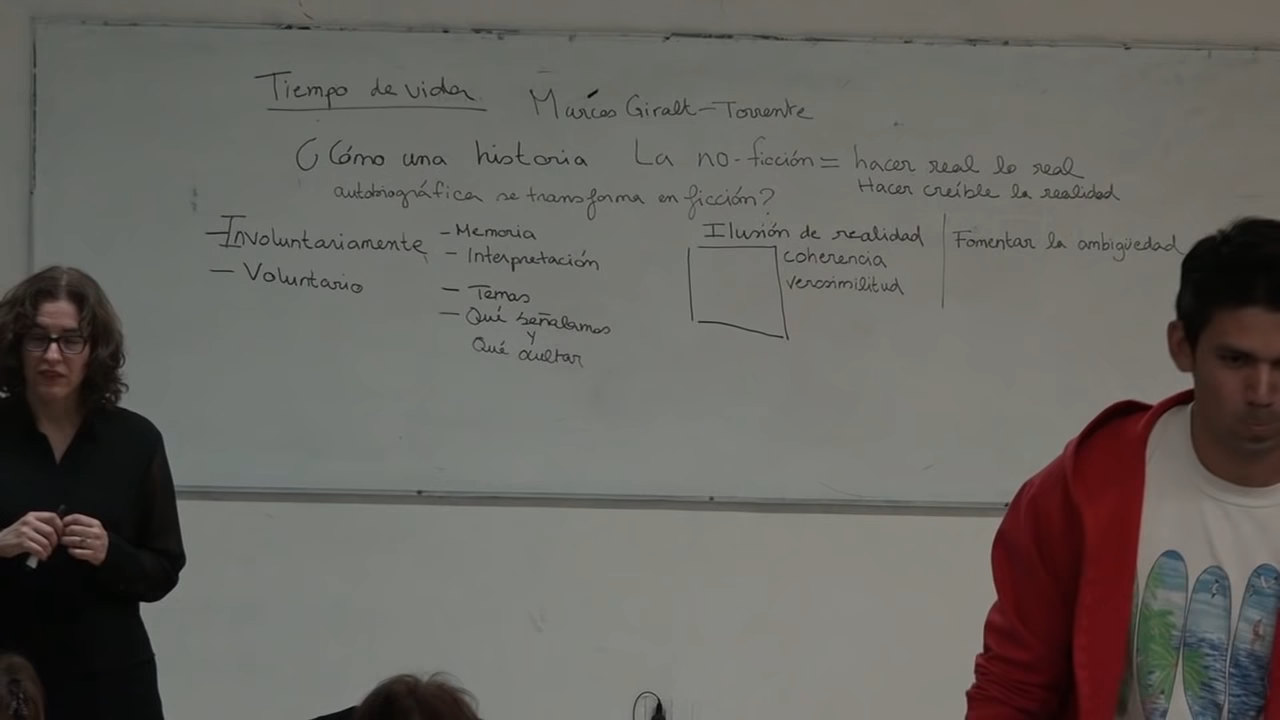 Tiempo de vida Marcos Giralt-Torrente
¿Cómo una historia
autobiográfica se transforma en ficción?
La no-ficción = hacer real lo real
Hacer creíble la realidad
- Involuntariamente
- Voluntario
- Memoria
- Interpretación
- Temas
- Qué señalamos
y
Qué ocultar
Ilusión de realidad
coherencia
verosimilitud
Fomentar la ambigüedad